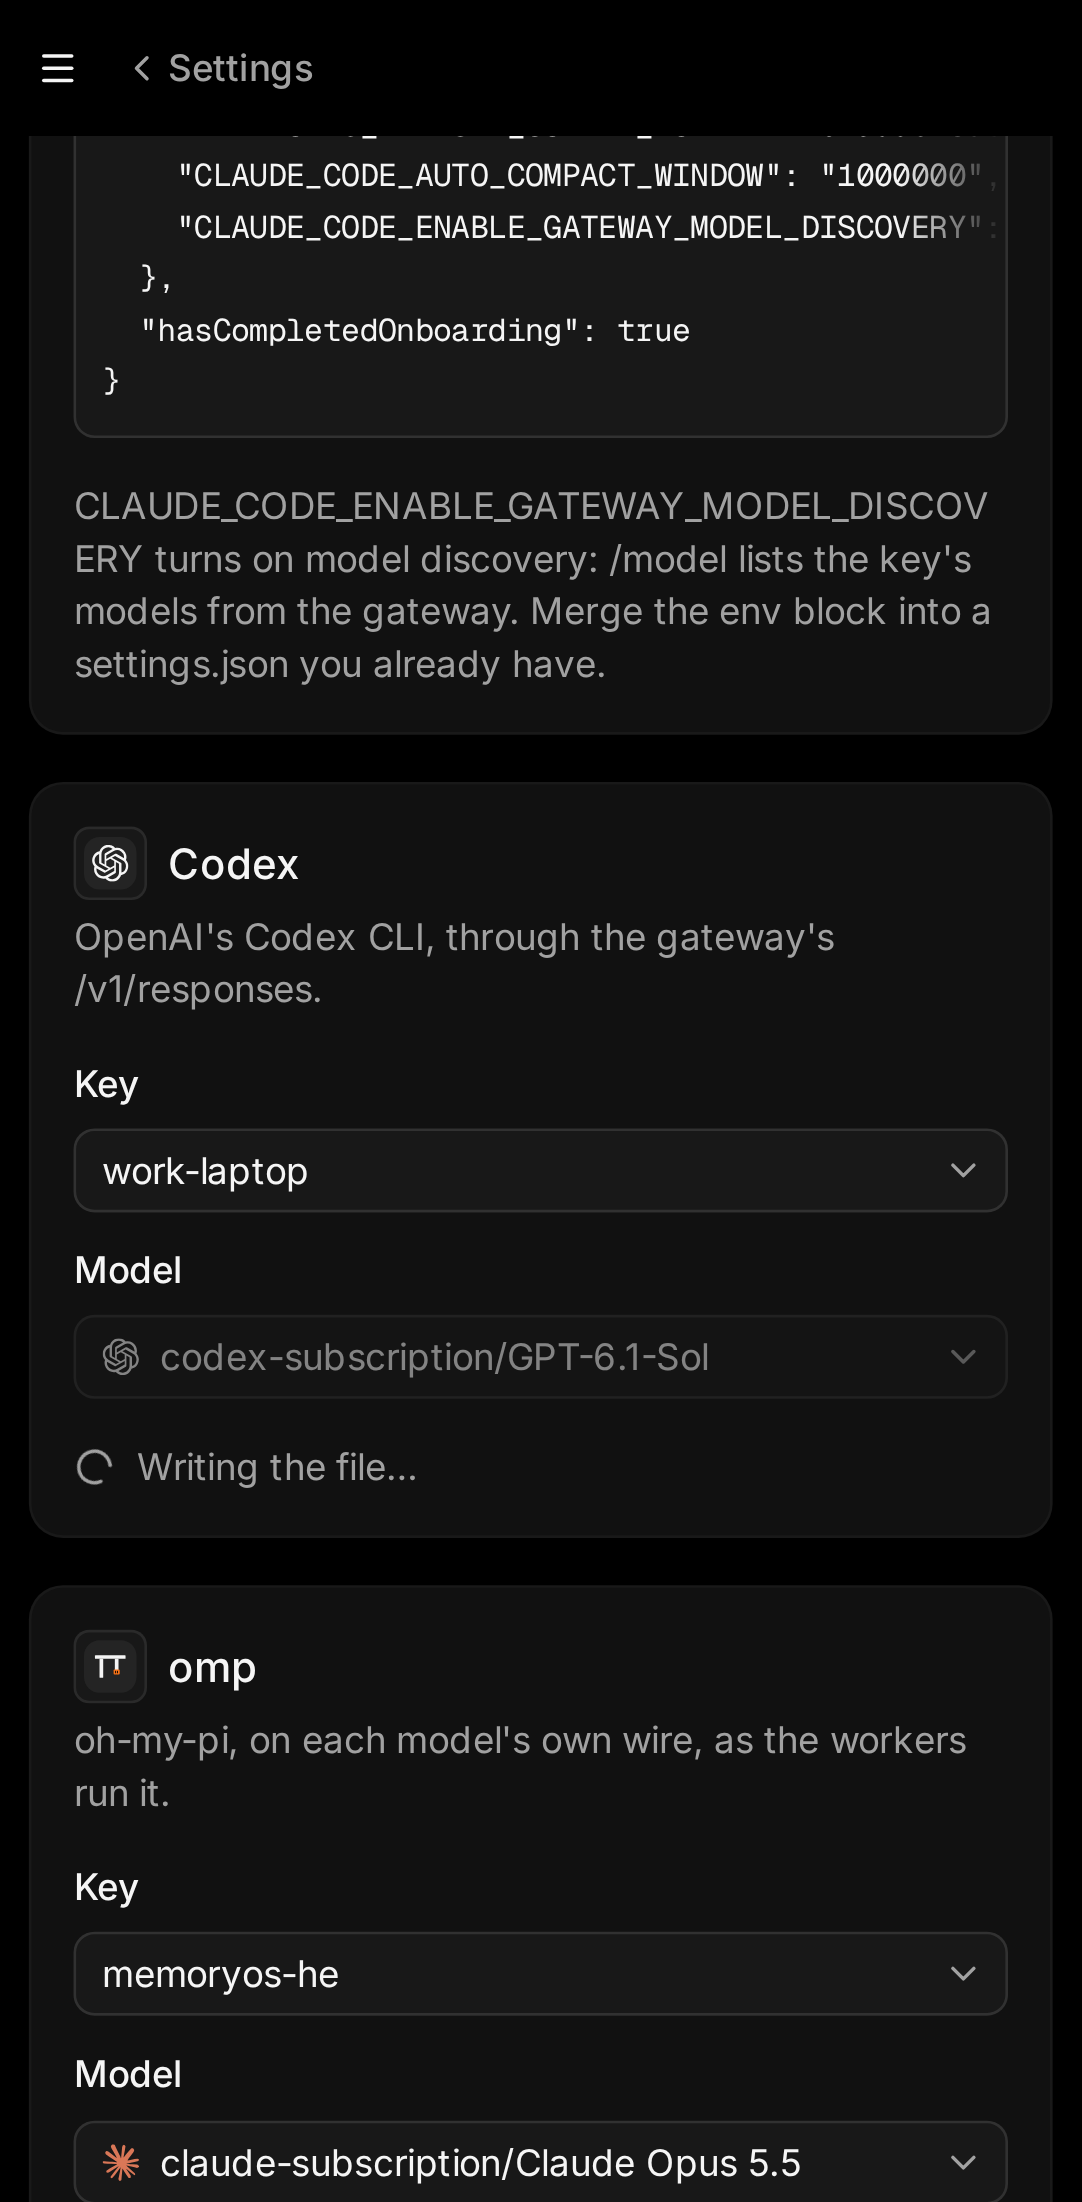 Settings
"CLAUDE_CODE_AUTO_COMPACT_WINDOW": "1000000",
"CLAUDE_CODE_ENABLE_GATEWAY_MODEL_DISCOVERY":
},
"hasCompletedOnboarding": true
}
CLAUDE_CODE_ENABLE_GATEWAY_MODEL_DISCOV
ERY turns on model discovery: /model lists the key's
models from the gateway. Merge the env block into a
settings.json you already have.
Codex
OpenAI's Codex CLI, through the gateway's
/v1/responses.
Key
work-laptop
Model
codex-subscription/GPT-6.1-Sol
Writing the file...
omp
oh-my-pi, on each model's own wire, as the workers
run it.
Key
memoryos-he
Model
claude-subscription/Claude Opus 5.5